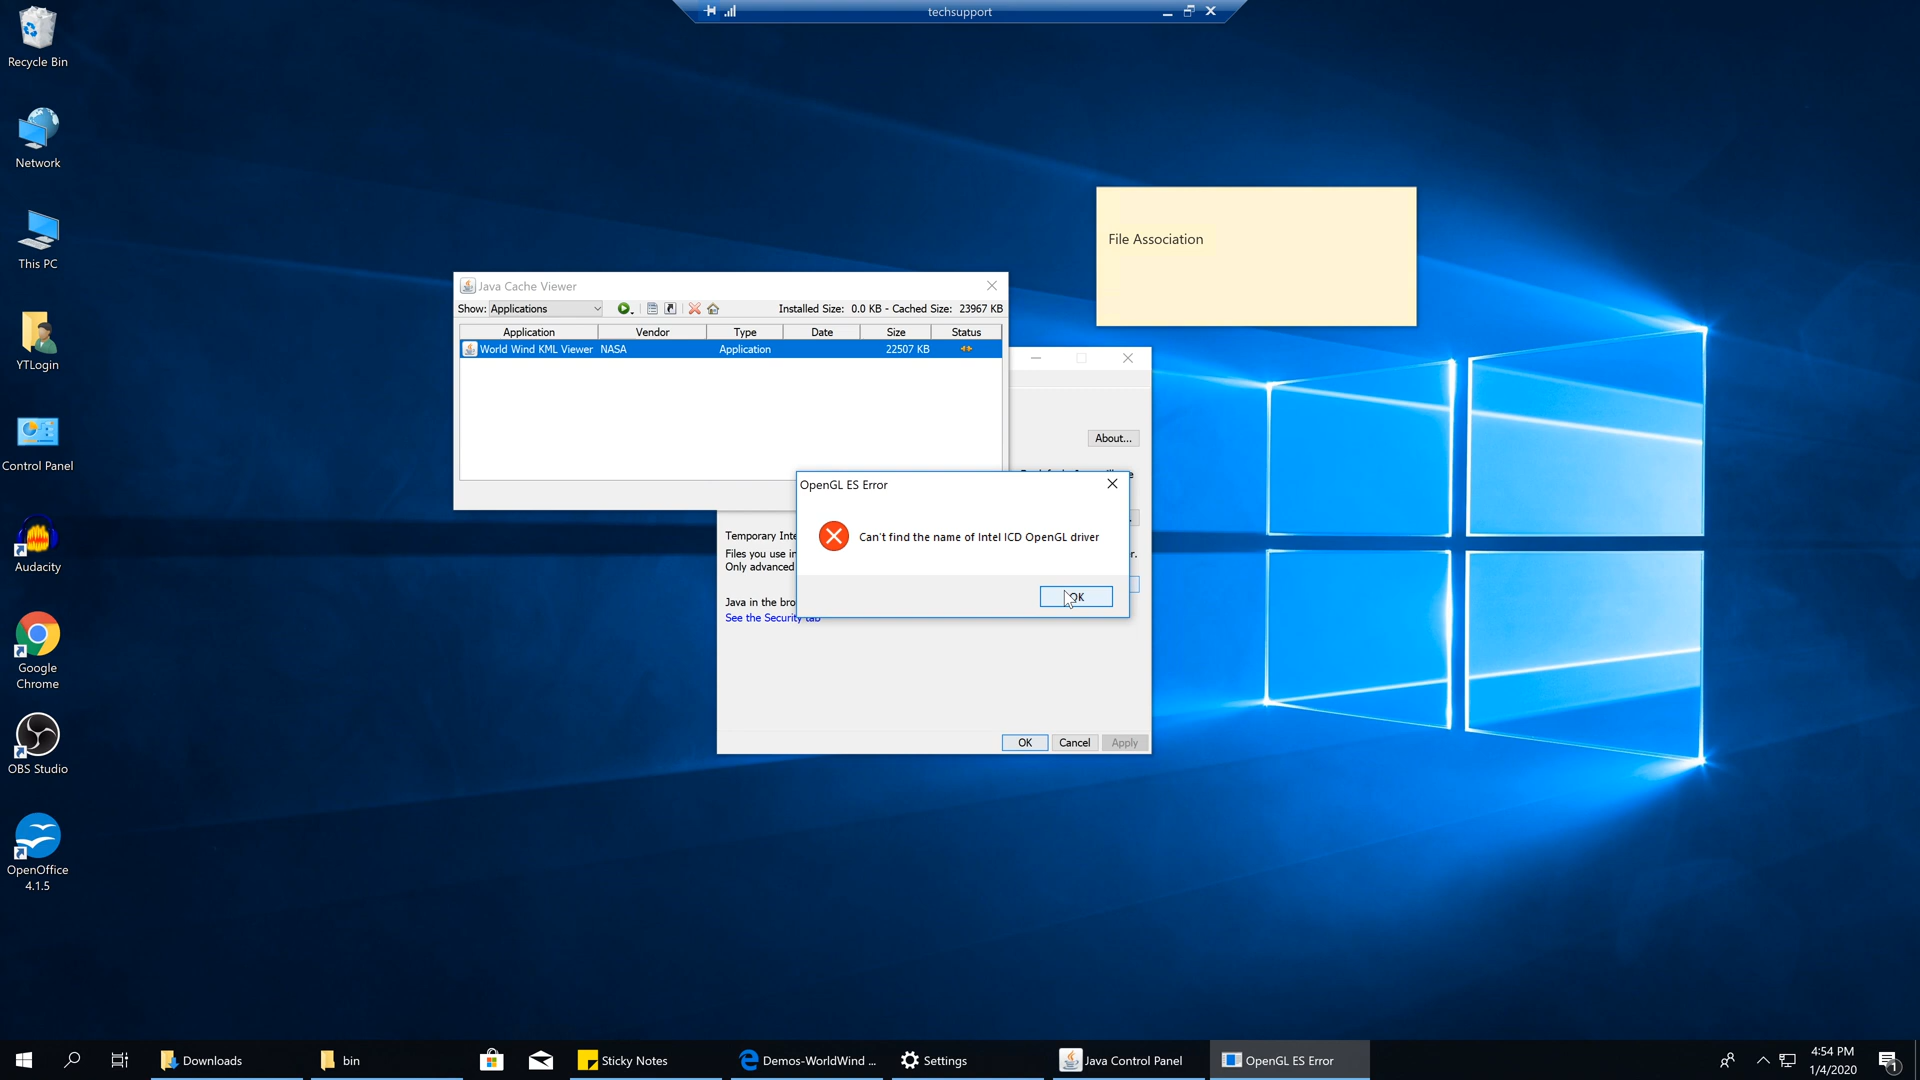 techsupport
Recycle Bin
Network
This PC
YTLogin
Control Panel
Audacity
Google
Chrome
OBS Studio
OpenOffice
4.1.5
File Association
Java Cache Viewer
Show: Applications
Installed Size: 0.0 KB - Cached Size: 23967 KB
Application Vendor Type Date Size Status
World Wind KML Viewer NASA Application 22507 KB
About...
OpenGL ES Error
Can't find the name of Intel ICD OpenGL driver
OK
Temporary Inte
Files you use in
r.
Only advanced
Java in the bro
See the Security tab
OK Cancel Apply
Downloads
bin
Sticky Notes
Demos-WorldWind ...
Settings
Java Control Panel
OpenGL ES Error
4:54 PM
1/4/2020
1